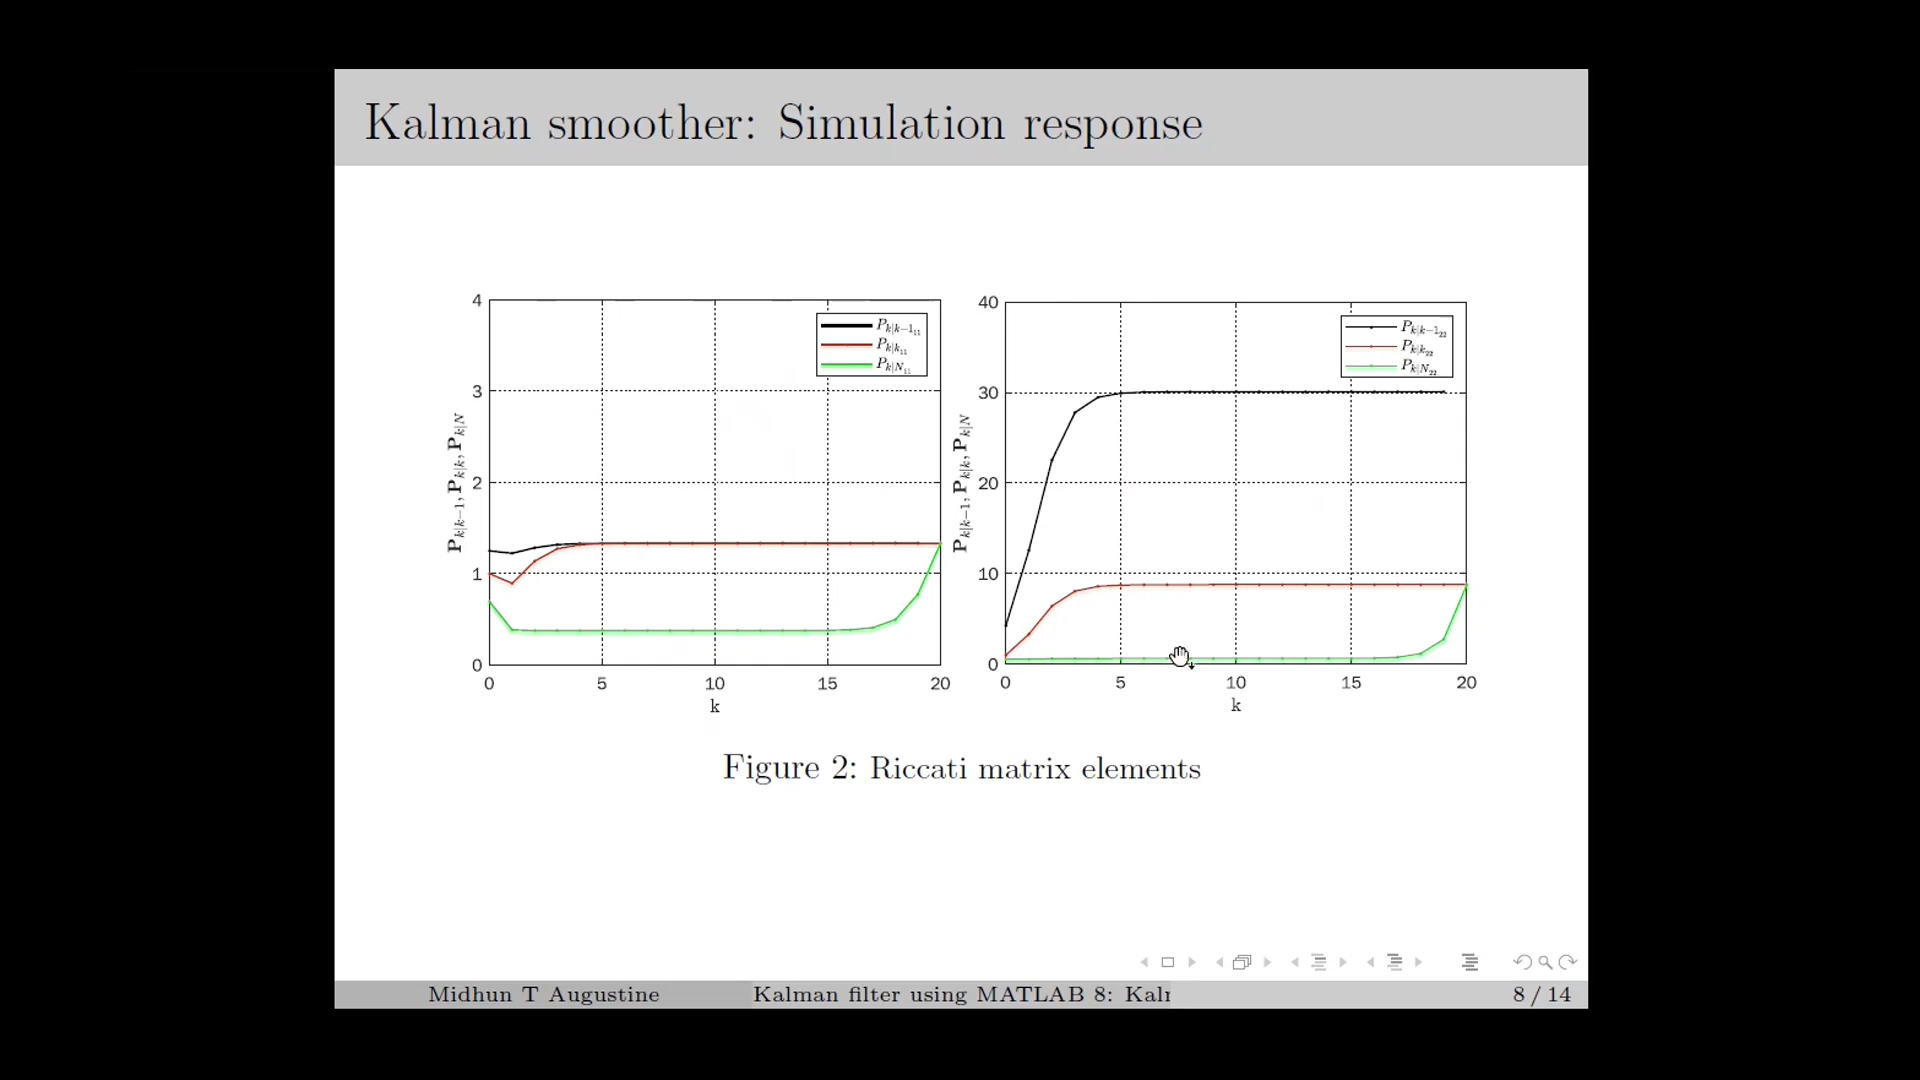 Kalman smoother: Simulation response
4
3
2
1
0
0 5 10 15 20
k
P_{k|k−1}, P_{k|k}, P_{k|N}
P_{k|k−1_{11}}
P_{k|k_{11}}
P_{k|N_{11}}
40
30
20
10
0
0 5 10 15 20
k
P_{k|k−1}, P_{k|k}, P_{k|N}
P_{k|k−1_{22}}
P_{k|k_{22}}
P_{k|N_{22}}
Figure 2: Riccati matrix elements
Midhun T Augustine Kalman filter using MATLAB 8: Kalr 8 / 14